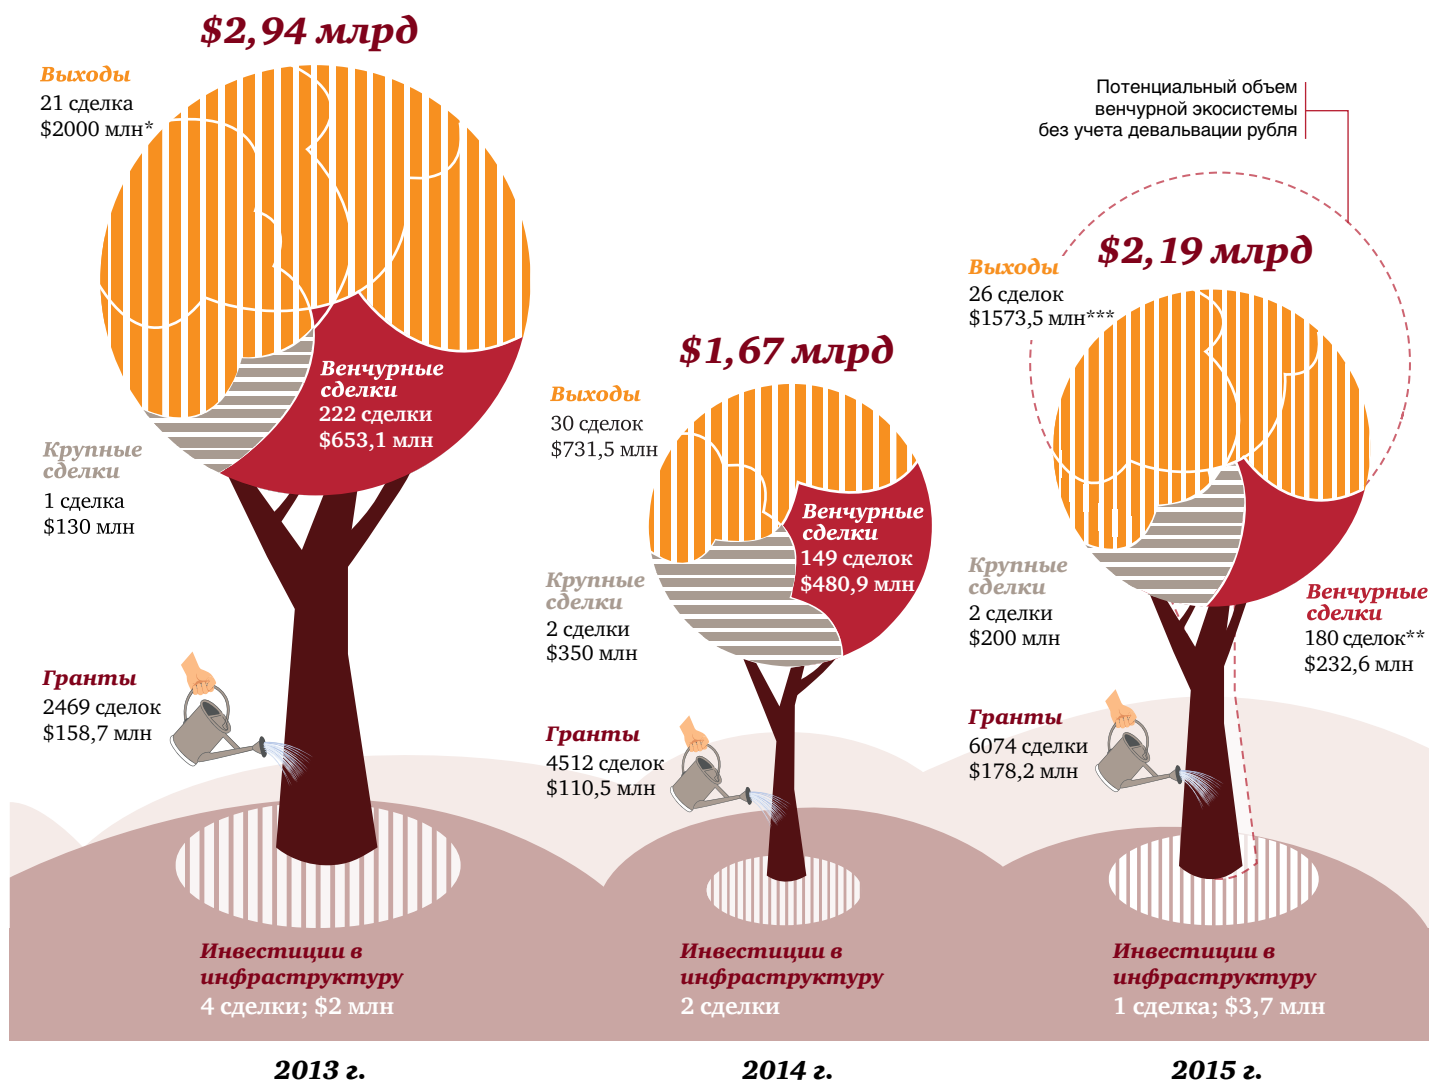 $2,94 млрд
Выходы
21 сделка
$2000 млн*
Венчурные
сделки
222 сделки
$653,1 млн
Крупные
сделки
1 сделка
$130 млн
Гранты
2469 сделок
$158,7 млн
Инвестиции в
инфраструктуру
4 сделки; $2 млн
2013 г.
$1,67 млрд
Выходы
30 сделок
$731,5 млн
Венчурные
сделки
149 сделок
$480,9 млн
Крупные
сделки
2 сделки
$350 млн
Гранты
4512 сделок
$110,5 млн
Инвестиции в
инфраструктуру
2 сделки
2014 г.
Потенциальный объем
венчурной экосистемы
без учета девальвации рубля
$2,19 млрд
Выходы
26 сделок
$1573,5 млн***
Крупные
сделки
2 сделки
$200 млн
Венчурные
сделки
180 сделок**
$232,6 млн
Гранты
6074 сделки
$178,2 млн
Инвестиции в
инфраструктуру
1 сделка; $3,7 млн
2015 г.